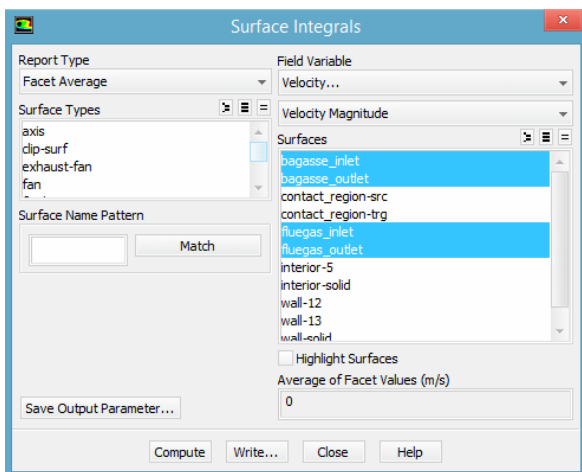 Surface Integrals
Report Type
Facet Average
Surface Types
axis
clip-surf
exhaust-fan
fan
Surface Name Pattern
Match
Save Output Parameter...
Field Variable
Velocity...
Velocity Magnitude
Surfaces
bagasse_inlet
bagasse_outlet
contact_region-src
contact_region-trg
fluegas_inlet
fluegas_outlet
interior-5
interior-solid
wall-12
wall-13
wall-solid
Highlight Surfaces
Average of Facet Values (m/s)
0
Compute Write... Close Help